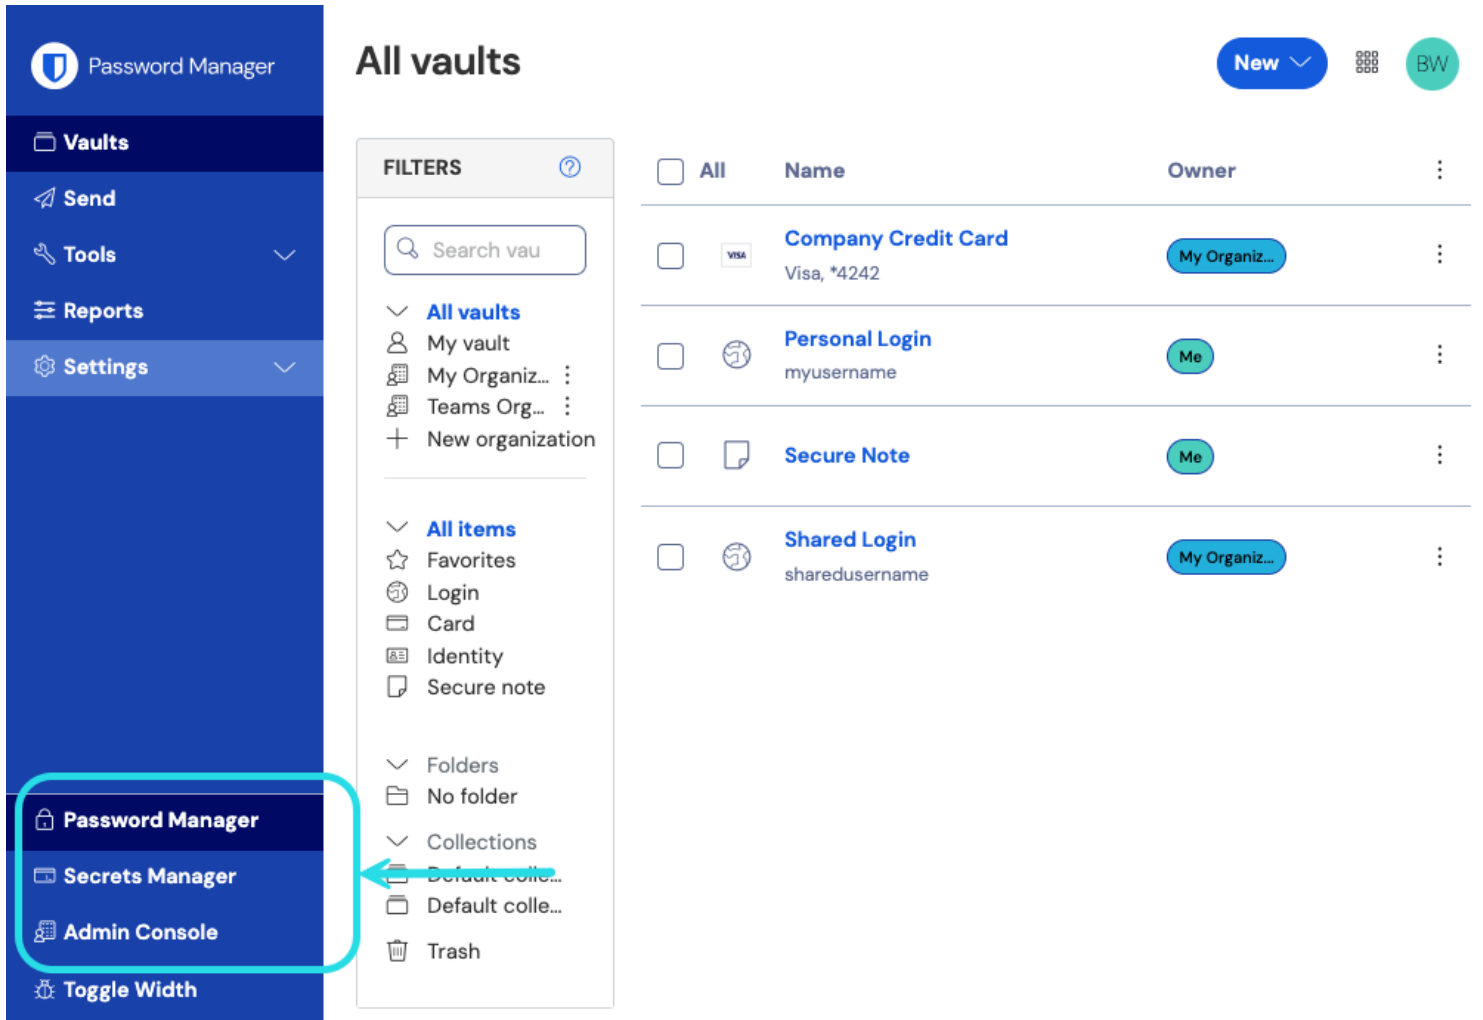 Password Manager
Vaults
Send
Tools
Reports
Settings
Password Manager
Secrets Manager
Admin Console
Toggle Width
All vaults
New
BW
FILTERS
Search vau
All vaults
My vault
My Organiz...
Teams Org...
New organization
All items
Favorites
Login
Card
Identity
Secure note
Folders
No folder
Collections
Default colle...
Default colle...
Trash
All Name Owner
VISA
Company Credit Card
Visa, *4242
My Organiz...
Personal Login
myusername
Me
Secure Note
Me
Shared Login
sharedusername
My Organiz...